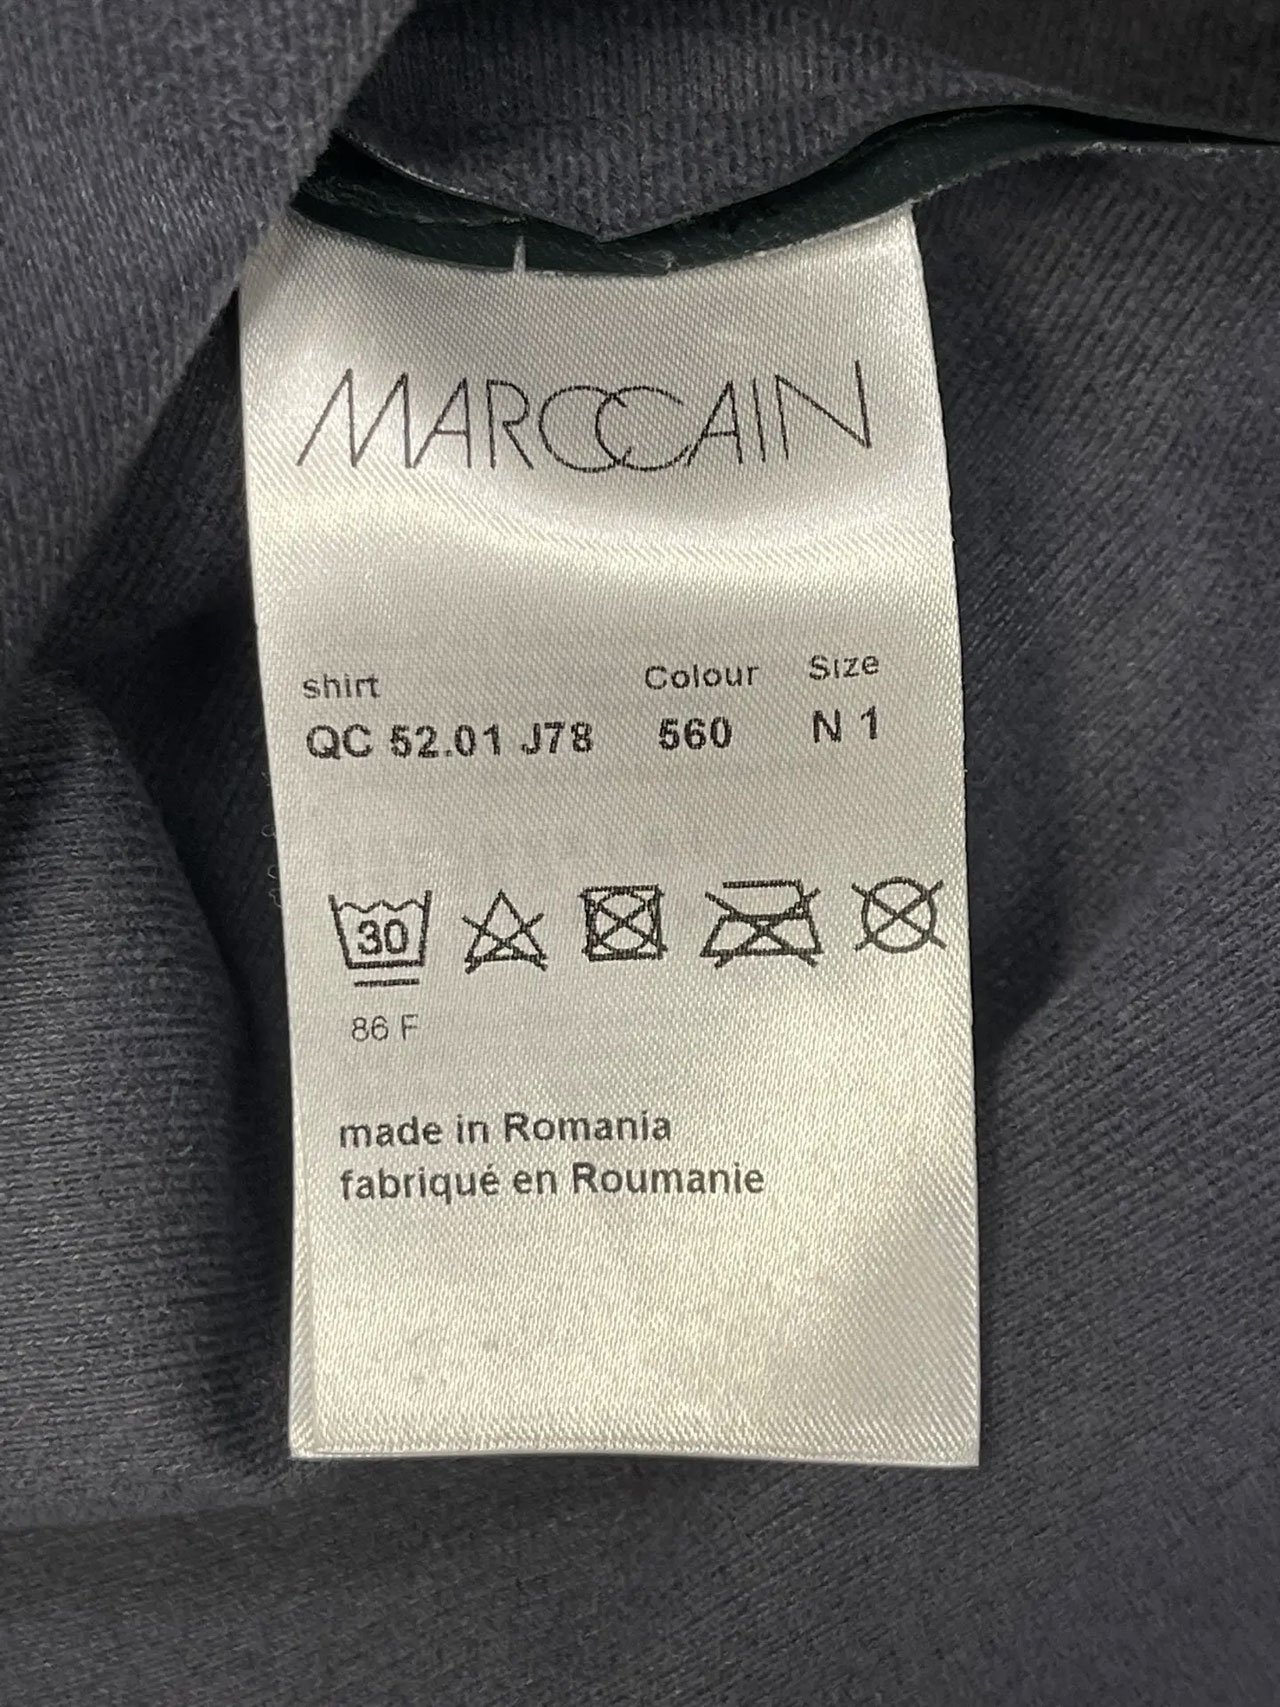 MARCCAIN
shirt Colour Size
QC 52.01 J78 560 N 1
30
86 F
made in Romania
fabriqué en Roumanie